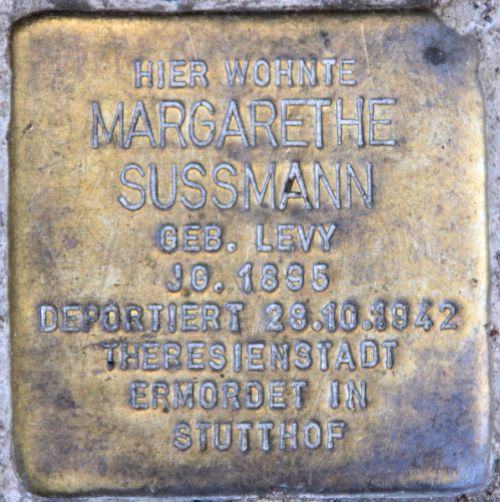 HIER WOHNTE
MARGARETHE
SUSSMANN
GEB. LEVY
JG. 1895
DEPORTIERT 28.10.1942
THERESIENSTADT
ERMORDET IN
STUTTHOF